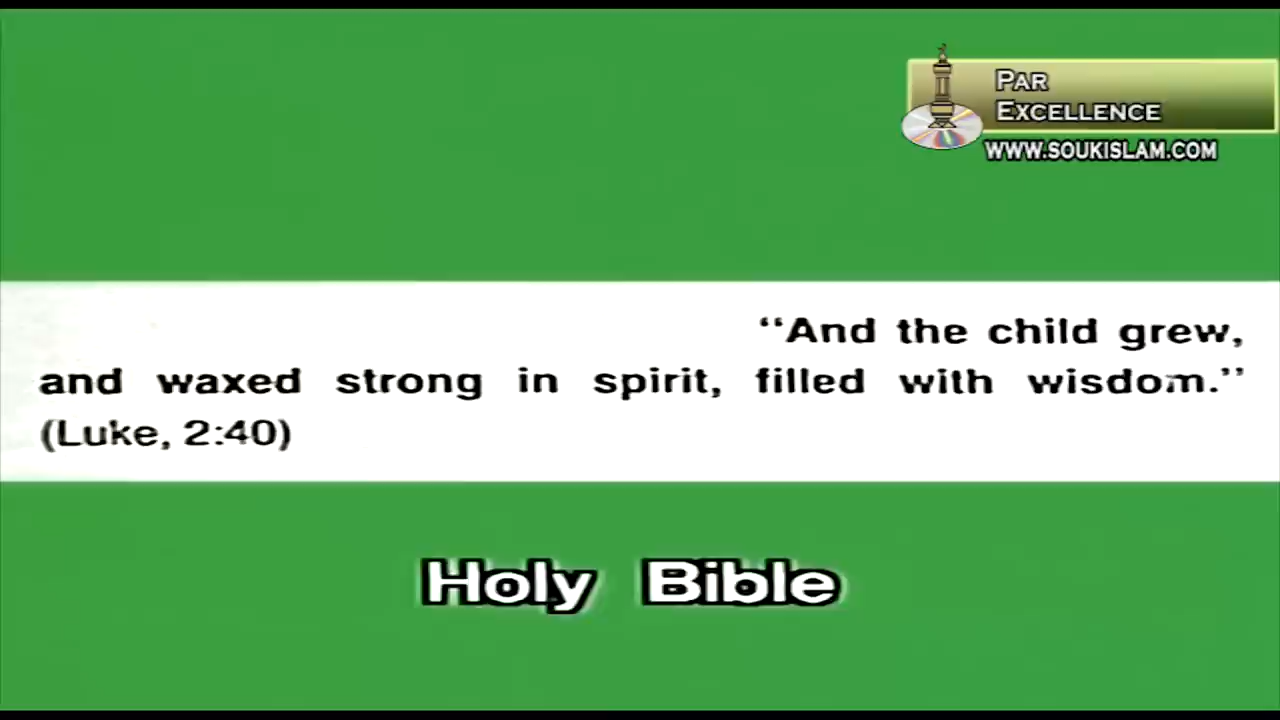 PAR
EXCELLENCE
WWW.SOUKISLAM.COM
“And the child grew,
and waxed strong in spirit, filled with wisdom.”
(Luke, 2:40)
Holy Bible